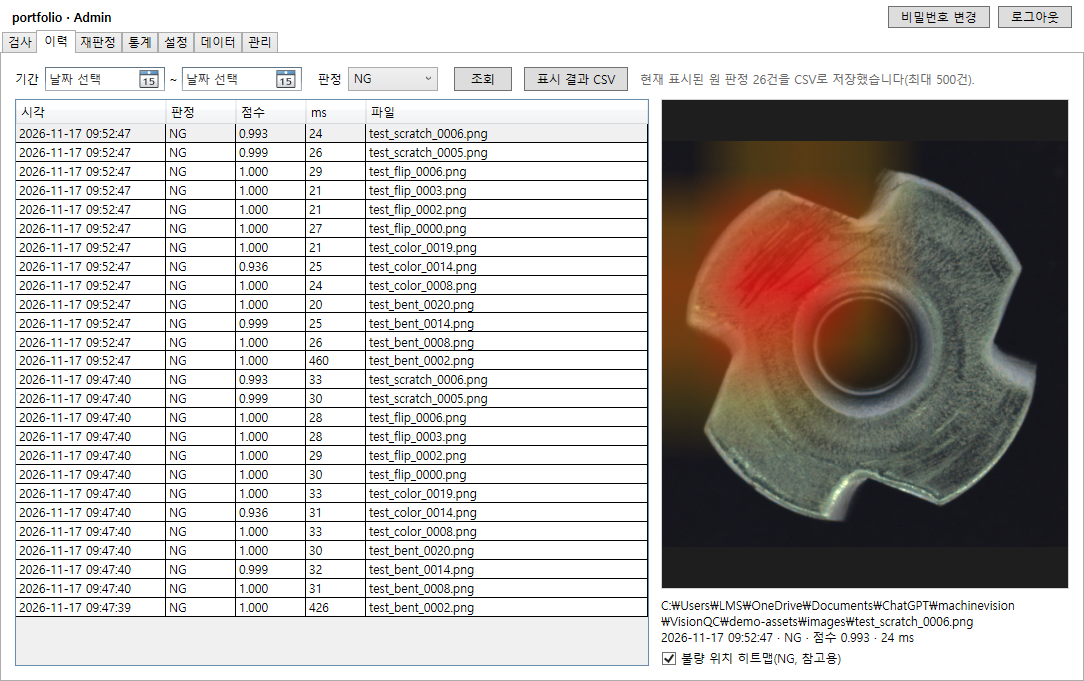 portfolio · Admin
비밀번호 변경 로그아웃
검사 이력 재판정 통계 설정 데이터 관리
기간 날짜 선택 15 ~ 날짜 선택 15 판정 NG 조회 표시 결과 CSV 현재 표시된 원 판정 26건을 CSV로 저장했습니다(최대 500건).
시각 판정 점수 ms 파일
2026-11-17 09:52:47 NG 0.993 24 test_scratch_0006.png
2026-11-17 09:52:47 NG 0.999 26 test_scratch_0005.png
2026-11-17 09:52:47 NG 1.000 29 test_flip_0006.png
2026-11-17 09:52:47 NG 1.000 21 test_flip_0003.png
2026-11-17 09:52:47 NG 1.000 21 test_flip_0002.png
2026-11-17 09:52:47 NG 1.000 27 test_flip_0000.png
2026-11-17 09:52:47 NG 1.000 21 test_color_0019.png
2026-11-17 09:52:47 NG 0.936 25 test_color_0014.png
2026-11-17 09:52:47 NG 1.000 24 test_color_0008.png
2026-11-17 09:52:47 NG 1.000 20 test_bent_0020.png
2026-11-17 09:52:47 NG 0.999 25 test_bent_0014.png
2026-11-17 09:52:47 NG 1.000 26 test_bent_0008.png
2026-11-17 09:52:47 NG 1.000 460 test_bent_0002.png
2026-11-17 09:47:40 NG 0.993 33 test_scratch_0006.png
2026-11-17 09:47:40 NG 0.999 30 test_scratch_0005.png
2026-11-17 09:47:40 NG 1.000 28 test_flip_0006.png
2026-11-17 09:47:40 NG 1.000 28 test_flip_0003.png
2026-11-17 09:47:40 NG 1.000 29 test_flip_0002.png
2026-11-17 09:47:40 NG 1.000 30 test_flip_0000.png
2026-11-17 09:47:40 NG 1.000 33 test_color_0019.png
2026-11-17 09:47:40 NG 0.936 31 test_color_0014.png
2026-11-17 09:47:40 NG 1.000 33 test_color_0008.png
2026-11-17 09:47:40 NG 1.000 30 test_bent_0020.png
2026-11-17 09:47:40 NG 0.999 32 test_bent_0014.png
2026-11-17 09:47:40 NG 1.000 31 test_bent_0008.png
2026-11-17 09:47:39 NG 1.000 426 test_bent_0002.png
C:₩Users₩LMS₩OneDrive₩Documents₩ChatGPT₩machinevision
₩VisionQC₩demo-assets₩images₩test_scratch_0006.png
2026-11-17 09:52:47 · NG · 점수 0.993 · 24 ms
불량 위치 히트맵(NG, 참고용)